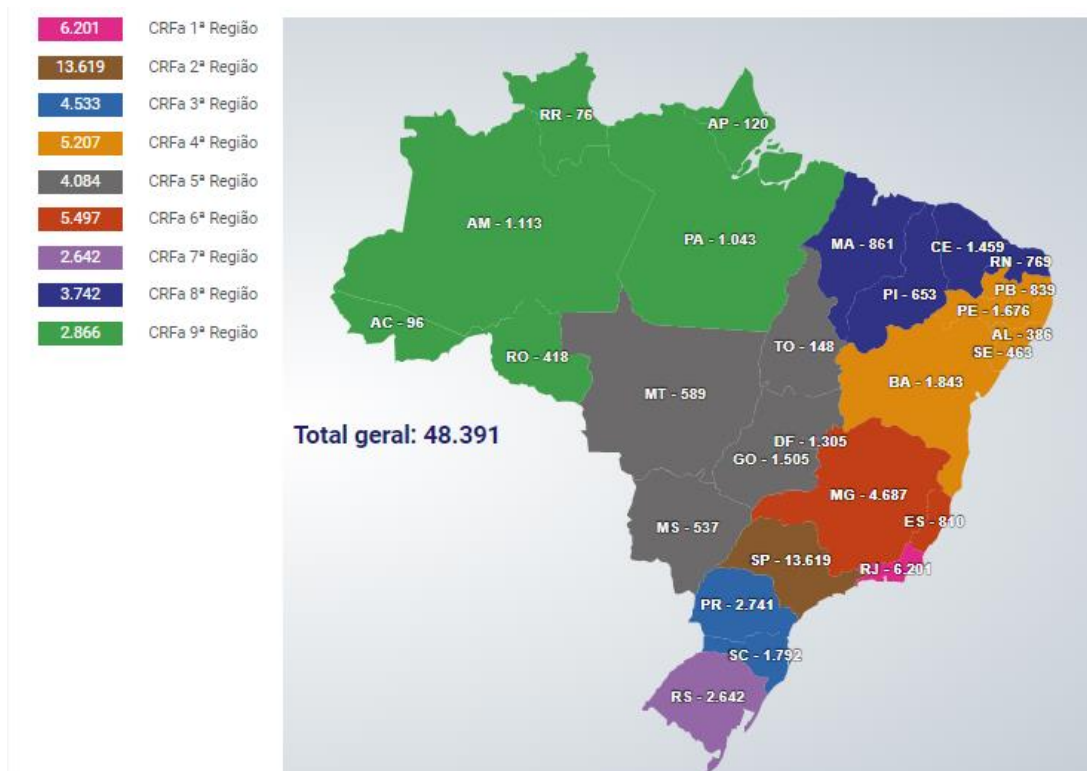 6.201 CRFa 1ª Região
13.619 CRFa 2ª Região
4.533 CRFa 3ª Região
5.207 CRFa 4ª Região
4.084 CRFa 5ª Região
5.497 CRFa 6ª Região
2.642 CRFa 7ª Região
3.742 CRFa 8ª Região
2.866 CRFa 9ª Região
RR - 76
AP - 120
AM - 1.113
PA - 1.043
MA - 861
CE - 1.459
RN - 769
PI - 653
PB - 839
PE - 1.676
AC - 96
AL - 386
RO - 418
TO - 148
SE - 463
MT - 589
BA - 1.843
Total geral: 48.391
DF - 1.305
GO - 1.505
MG - 4.687
MS - 537
ES - 810
SP - 13.619
RJ - 6.201
PR - 2.741
SC - 1.792
RS - 2.642